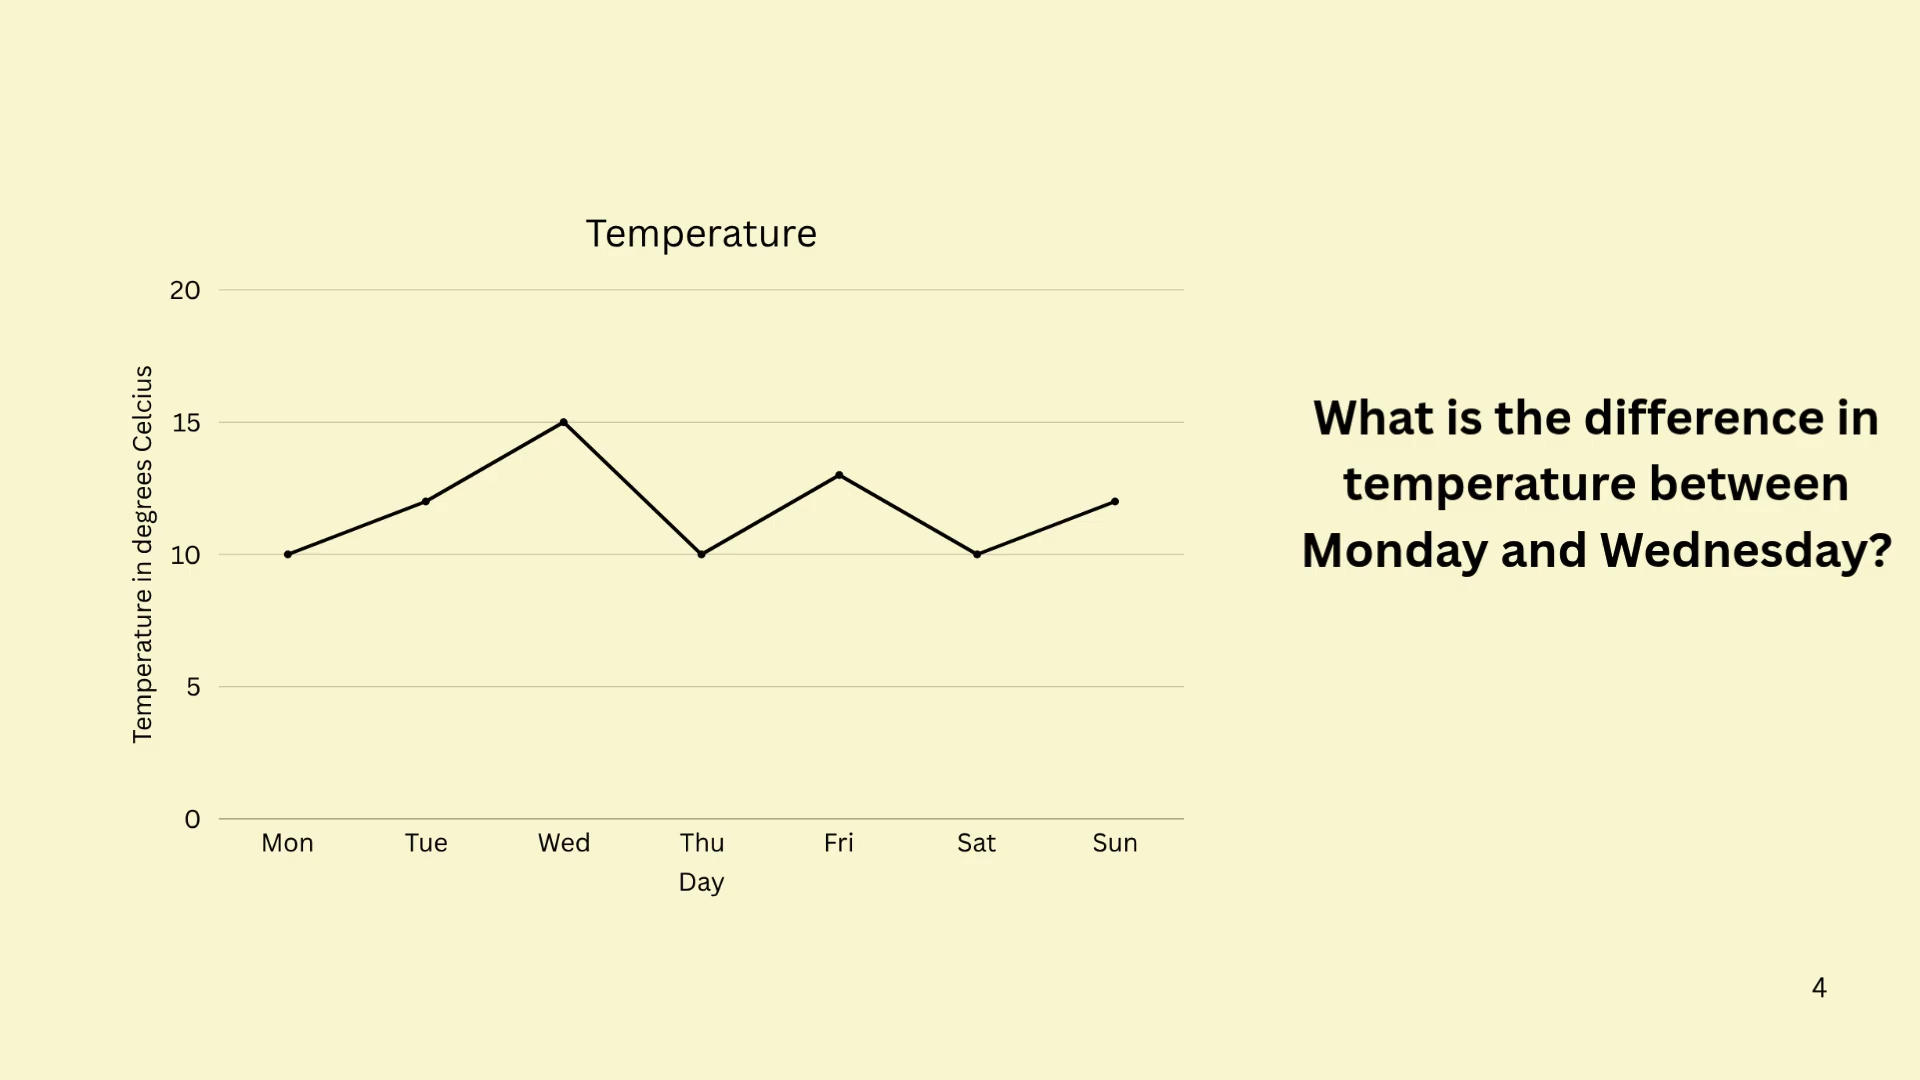 Temperature
20
15
10
5
0
Temperature in degrees Celcius
Mon Tue Wed Thu Fri Sat Sun
Day
What is the difference in
temperature between
Monday and Wednesday?
4